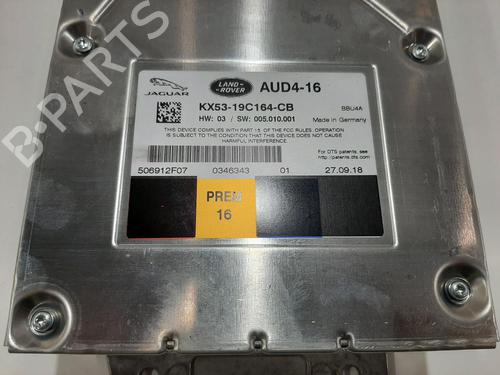 JAGUAR
LAND-
ROVER
AUD4-16
KX53-19C164-CB
BBU4A
HW: 03 / SW: 005.010.001
Made in Germany
THIS DEVICE COMPLIES WITH PART 15 OF THE FCC RULES. OPERATION
IS SUBJECT TO THE CONDITION THAT THIS DEVICE DOES NOT CAUSE
HARMFUL INTERFERENCE
For DTS patents, see
http://patents.dts.com
506912F07
0346343
01
27.09.18
PREM
16
B-PARTS